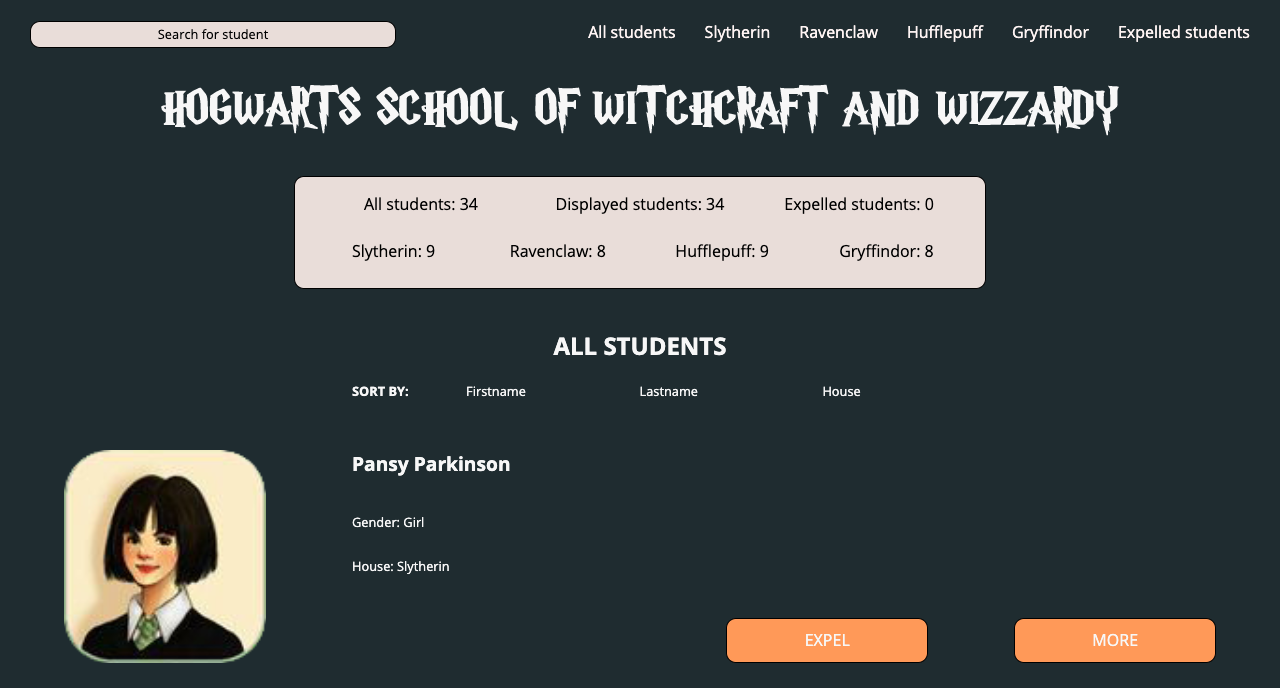 Search for student
All students Slytherin Ravenclaw Hufflepuff Gryffindor Expelled students
HOGWARTS SCHOOL OF WITCHCRAFT AND WIZZARDY
All students: 34 Displayed students: 34 Expelled students: 0
Slytherin: 9 Ravenclaw: 8 Hufflepuff: 9 Gryffindor: 8
ALL STUDENTS
SORT BY: Firstname Lastname House
Pansy Parkinson
Gender: Girl
House: Slytherin
EXPEL MORE